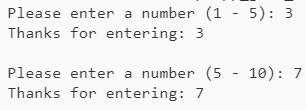 Please enter a number (1 - 5): 3
Thanks for entering: 3
Please enter a number (5 - 10): 7
Thanks for entering: 7